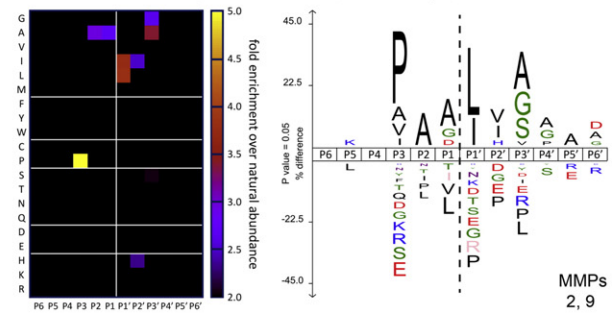 G
A
V
I
L
M
F
Y
W
C
P
S
T
N
Q
D
E
H
K
R
P6 P5 P4 P3 P2 P1 P1' P2' P3' P4' P5' P6'
5.0
4.5
4.0
3.5
3.0
2.5
2.0
fold enrichment over natural abundance
45.0
22.5
P value = 0.05
% difference
-22.5
-45.0
P
A
V
I
K
A
A
G
D
L
I
V
I
H
A
G
S
V
A
G
P
A
D
A
G
P6 P5 P4 P3 P2 P1 P1' P2' P3' P4' P5' P6'
L
T
Q
D
G
K
R
S
E
T
I
P
L
T
I
V
L
N
K
D
T
S
E
G
R
P
D
G
E
P
D
I
E
R
P
L
S
R
E
R
MMPs
2, 9